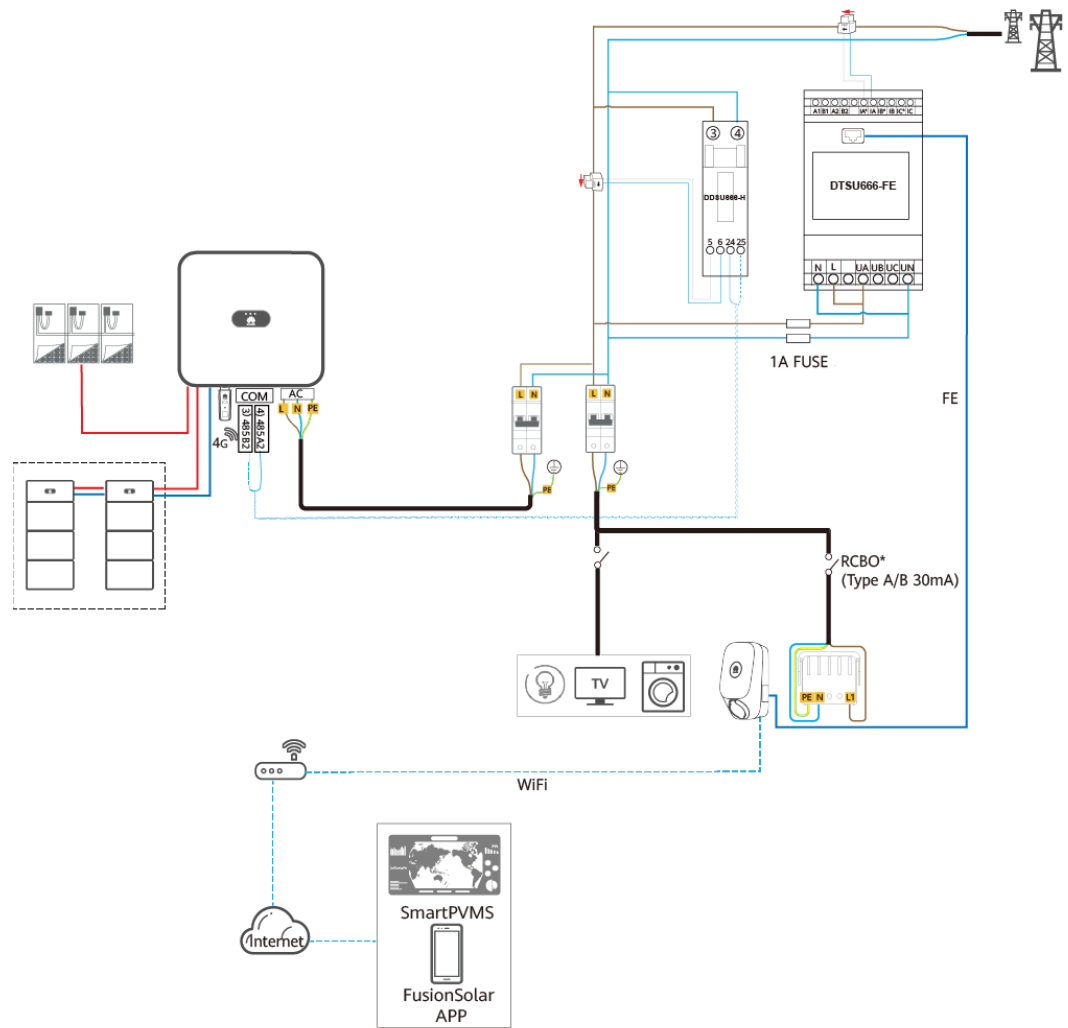 A1 B1 A2 B2 IA* IA IB* IB IC* IC
3 4
DTSU666-FE
DDSU666-H
5 6 24 25
N L UA UB UC UN
1A FUSE
FE
COM
AC
L N PE
4G
3) 485B2
4) 485A2
L N
L N
PE
PE
RCBO*
(Type A/B 30mA)
TV
PE N L1
WiFi
Internet
SmartPVMS
FusionSolar
APP